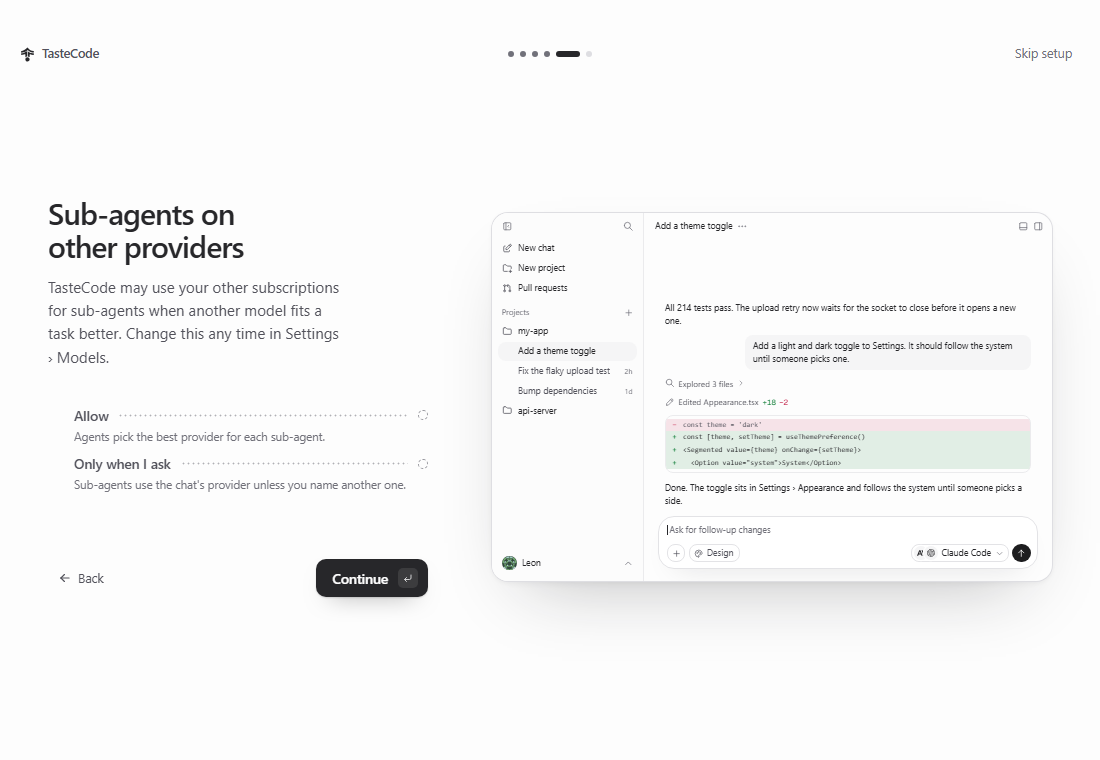 TasteCode
Skip setup
Sub-agents on
other providers
TasteCode may use your other subscriptions
for sub-agents when another model fits a
task better. Change this any time in Settings
› Models.
Allow
Agents pick the best provider for each sub-agent.
Only when I ask
Sub-agents use the chat's provider unless you name another one.
Back
Continue
New chat
New project
Pull requests
Projects
my-app
Add a theme toggle
Fix the flaky upload test 2h
Bump dependencies 1d
api-server
Leon
Add a theme toggle
All 214 tests pass. The upload retry now waits for the socket to close before it opens a new
one.
Add a light and dark toggle to Settings. It should follow the system
until someone picks one.
Explored 3 files
Edited Appearance.tsx +18 -2
- const theme = 'dark'
+ const [theme, setTheme] = useThemePreference()
+ <Segmented value={theme} onChange={setTheme}>
+ <Option value="system">System</Option>
Done. The toggle sits in Settings › Appearance and follows the system until someone picks a
side.
Ask for follow-up changes
Design
Claude Code